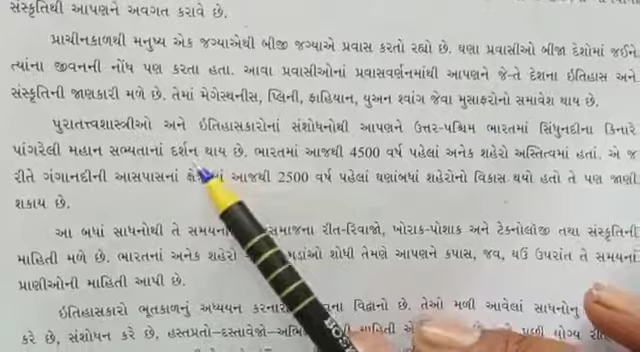 સંસ્કૃતિથી આપણને અવગત કરાવે છે.
પ્રાચીનકાળથી મનુષ્ય એક જગ્યાએથી બીજી જગ્યાએ પ્રવાસ કરતો રહ્યો છે. ઘણા પ્રવાસીઓ બીજા દેશોમાં જઈને
ત્યાંના જીવનની નોંધ પણ કરતા હતા. આવા પ્રવાસીઓનાં પ્રવાસવર્ણનમાંથી આપણને જે-તે દેશના ઇતિહાસ અને
સંસ્કૃતિની જાણકારી મળે છે. તેમાં મેગેસ્થનીસ, પ્લિની, ફાહિયાન, યુઅન શ્વાંગ જેવા મુસાફરોનો સમાવેશ થાય છે.
પુરાતત્ત્વશાસ્ત્રીઓ અને ઇતિહાસકારોનાં સંશોધનોથી આપણને ઉત્તર-પશ્ચિમ ભારતમાં સિંધુનદીના કિનારે
પાંગરેલી મહાન સભ્યતાનાં દર્શન થાય છે. ભારતમાં આજથી 4500 વર્ષ પહેલાં અનેક શહેરો અસ્તિત્વમાં હતાં. એ જ
રીતે ગંગાનદીની આસપાસનાં આજથી 2500 વર્ષ પહેલાં ઘણાંબધાં શહેરોનો વિકાસ થયો હતો તે પણ જાણી
શકાય છે.
આ બધાં સાધનોથી તે સમયના સમાજના રીત-રિવાજો, ખોરાક-પોશાક અને ટેક્નોલૉજી તથા સંસ્કૃતિની
માહિતી મળે છે. ભારતનાં અનેક શહેરો શોધી તેમણે આપણને કપાસ, જવ, ઘઉં ઉપરાંત તે સમયનાં
પ્રાણીઓની માહિતી આપી છે.
ઇતિહાસકારો ભૂતકાળનું અધ્યયન વિદ્વાનો છે. તેઓ મળી આવેલાં સાધનોનું
કરે છે, સંશોધન કરે છે, હસ્તપ્રતો-દસ્તાવેજો